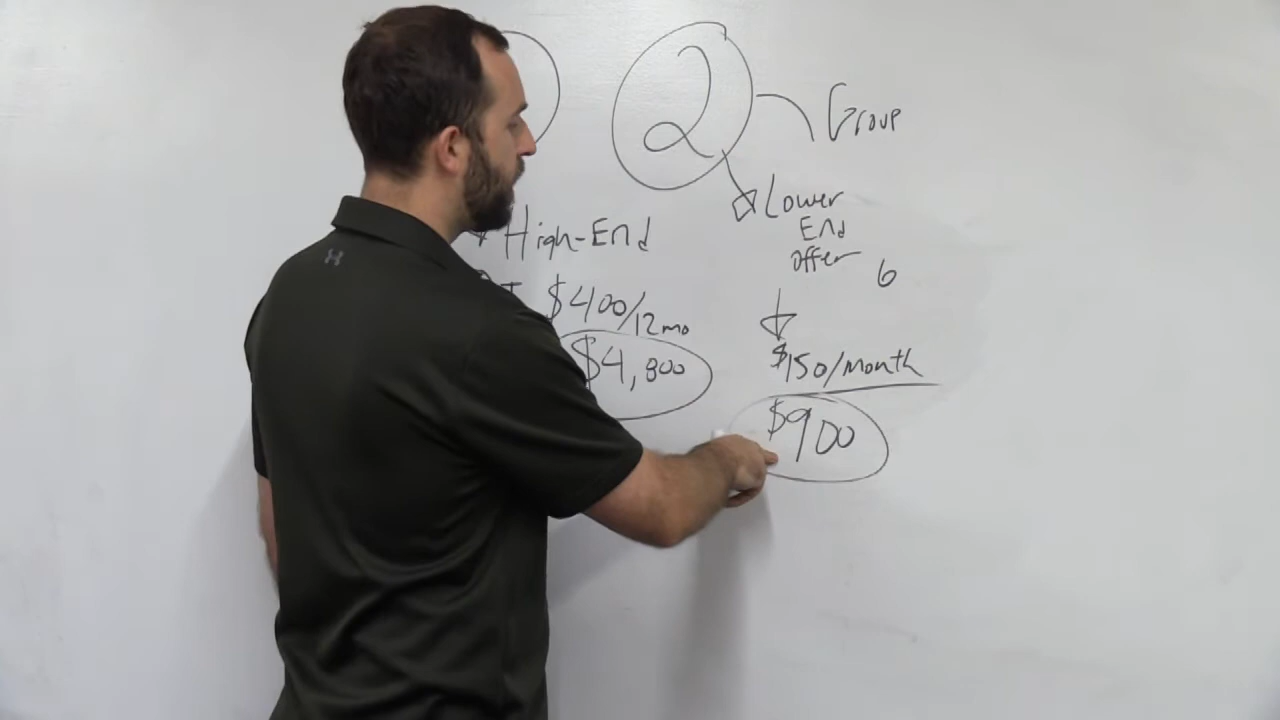 2
Group
Lower
End
Offer 6
High-End
$400/12mo
$4,800
$150/month
$900